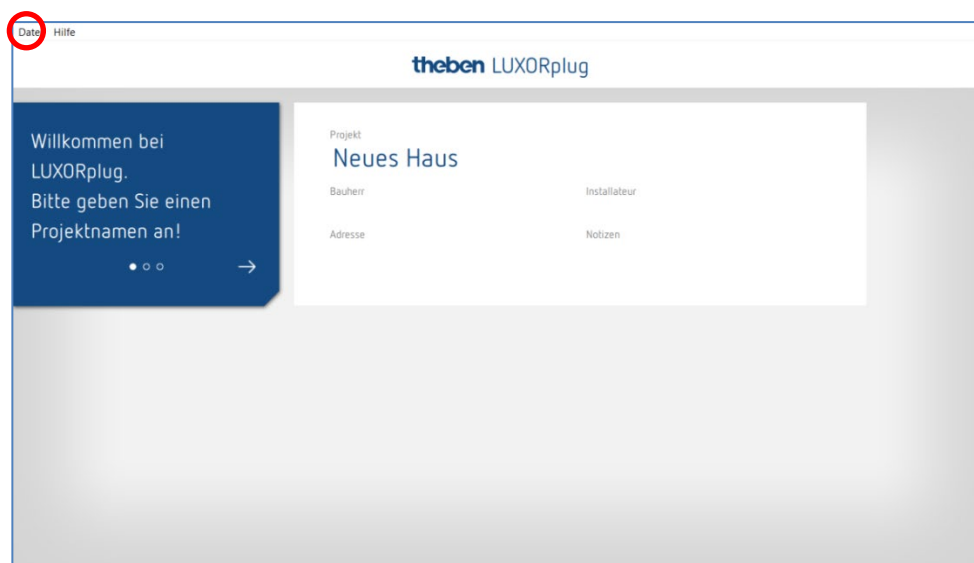 Datei Hilfe
theben LUXORplug
Willkommen bei
LUXORplug.
Bitte geben Sie einen
Projektnamen an!
Projekt
Neues Haus
Bauherr
Installateur
Adresse
Notizen